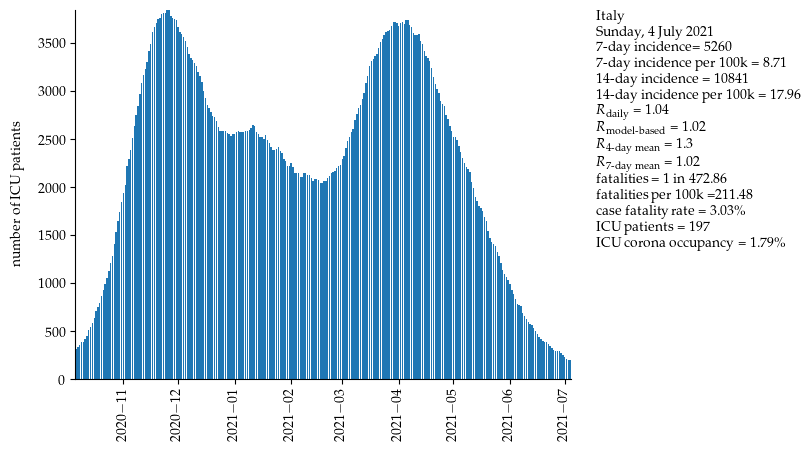 number of ICU patients
3500
3000
2500
2000
1500
1000
500
0
2020−11
2020−12
2021−01
2021−02
2021−03
2021−04
2021−05
2021−06
2021−07
Italy
Sunday, 4 July 2021
7-day incidence= 5260
7-day incidence per 100k = 8.71
14-day incidence = 10841
14-day incidence per 100k = 17.96
R daily = 1.04
R model-based = 1.02
R 4-day mean = 1.3
R 7-day mean = 1.02
fatalities = 1 in 472.86
fatalities per 100k =211.48
case fatality rate = 3.03%
ICU patients = 197
ICU corona occupancy = 1.79%